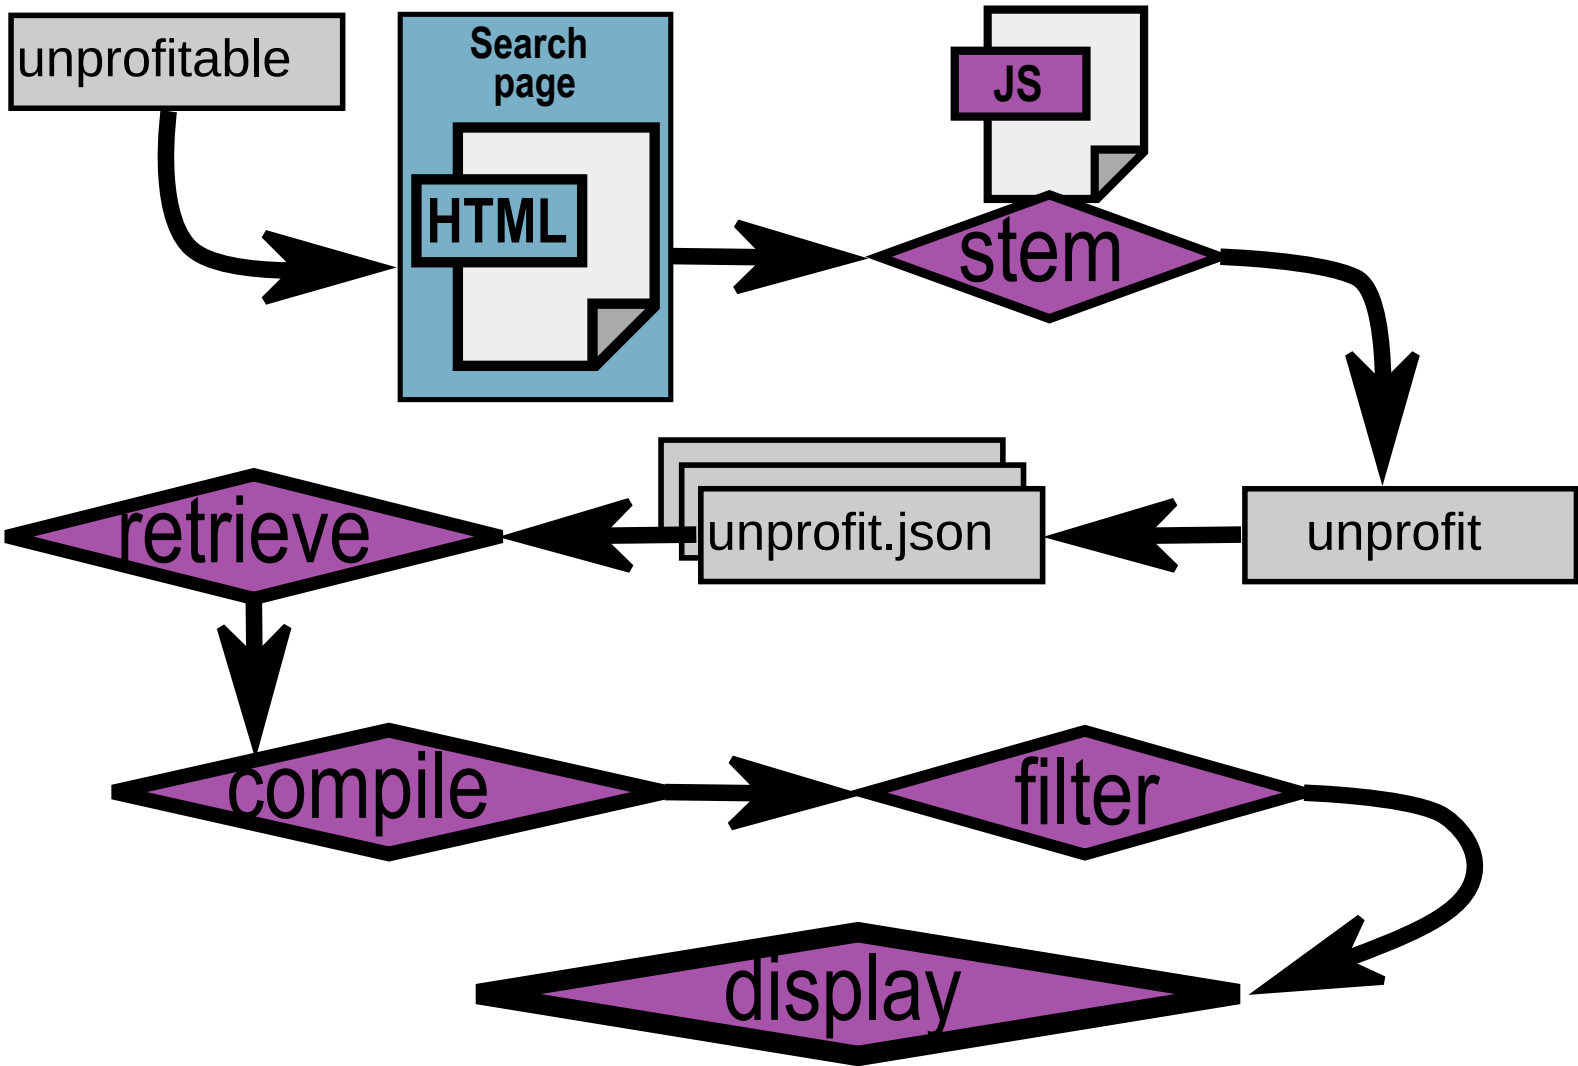 unprofitable
Search
page
HTML
JS
stem
unprofit
unprofit.json
retrieve
compile
filter
display